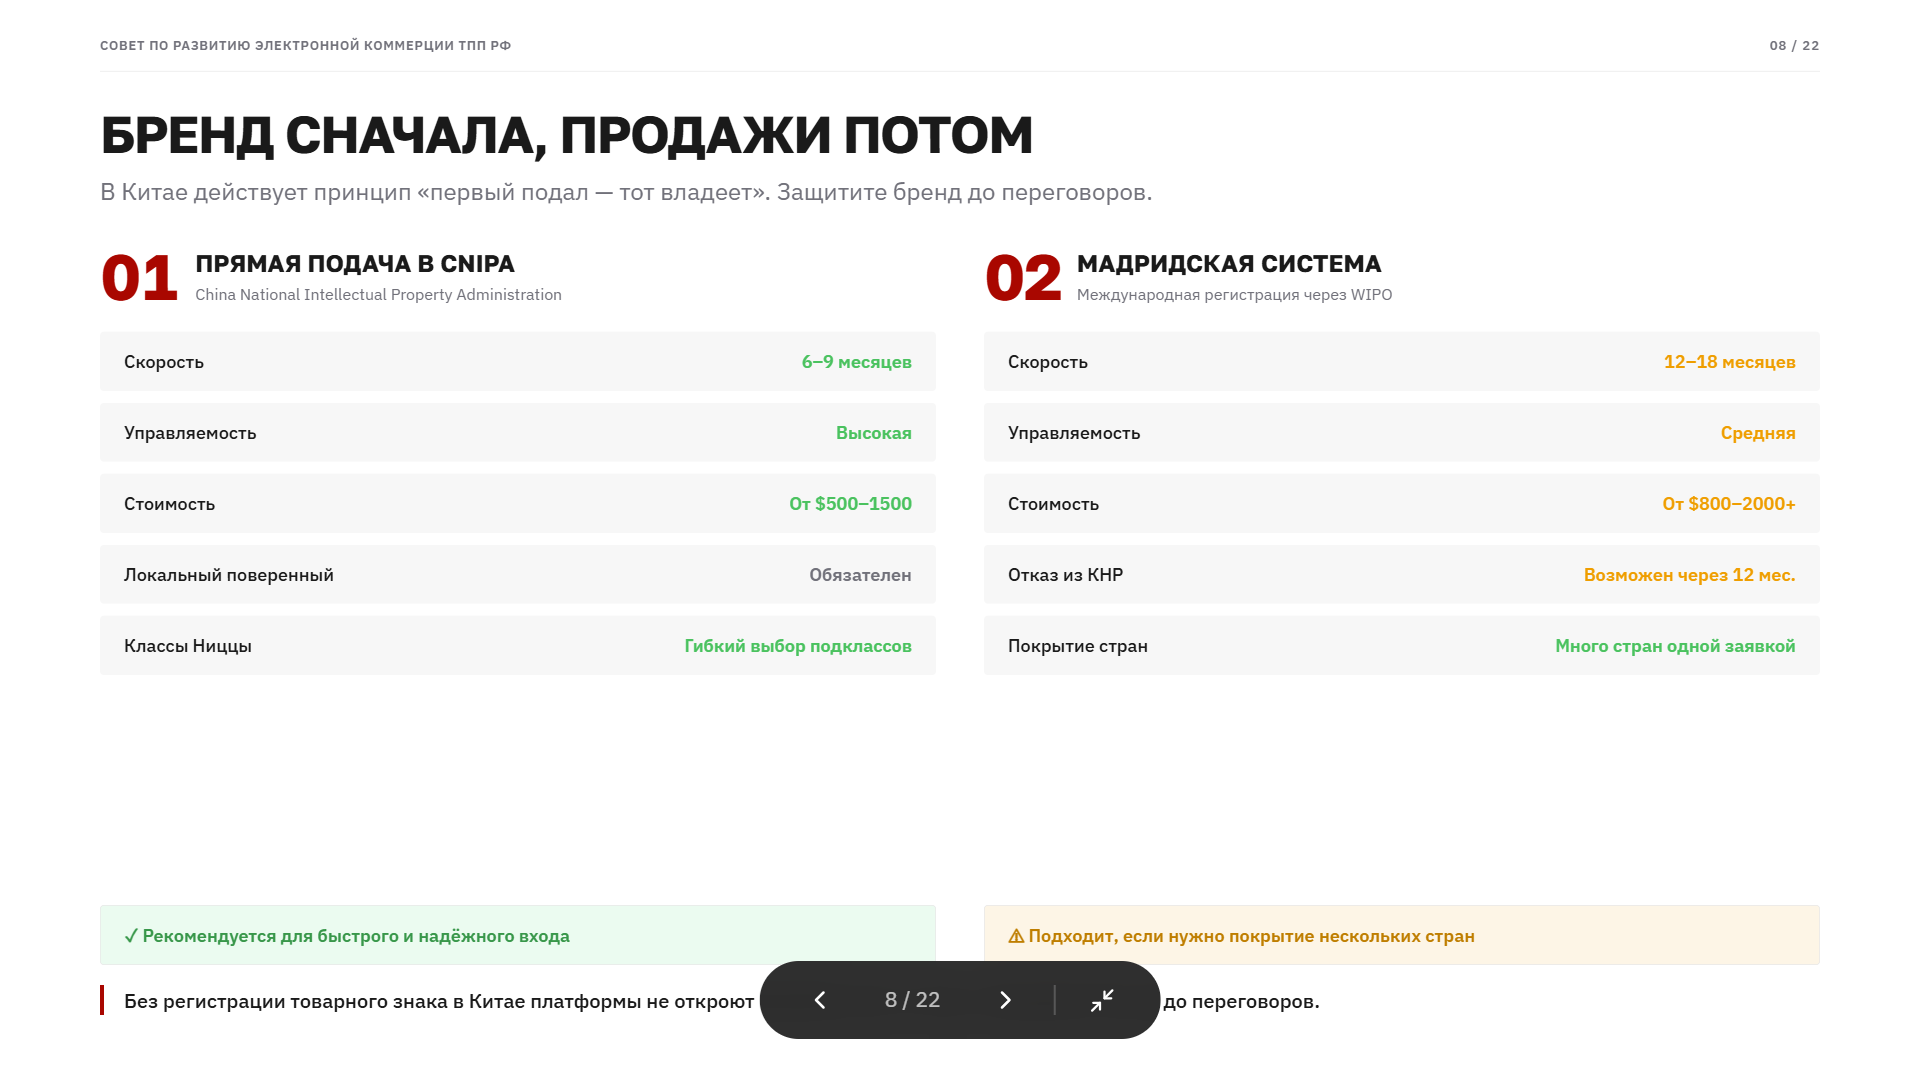 СОВЕТ ПО РАЗВИТИЮ ЭЛЕКТРОННОЙ КОММЕРЦИИ ТПП РФ
08 / 22
БРЕНД СНАЧАЛА, ПРОДАЖИ ПОТОМ
В Китае действует принцип «первый подал — тот владеет». Защитите бренд до переговоров.
01
ПРЯМАЯ ПОДАЧА В CNIPA
China National Intellectual Property Administration
Скорость
6–9 месяцев
Управляемость
Высокая
Стоимость
От $500–1500
Локальный поверенный
Обязателен
Классы Ниццы
Гибкий выбор подклассов
✓ Рекомендуется для быстрого и надёжного входа
02
МАДРИДСКАЯ СИСТЕМА
Международная регистрация через WIPO
Скорость
12–18 месяцев
Управляемость
Средняя
Стоимость
От $800–2000+
Отказ из КНР
Возможен через 12 мес.
Покрытие стран
Много стран одной заявкой
⚠ Подходит, если нужно покрытие нескольких стран
Без регистрации товарного знака в Китае платформы не откроют до переговоров.
8 / 22